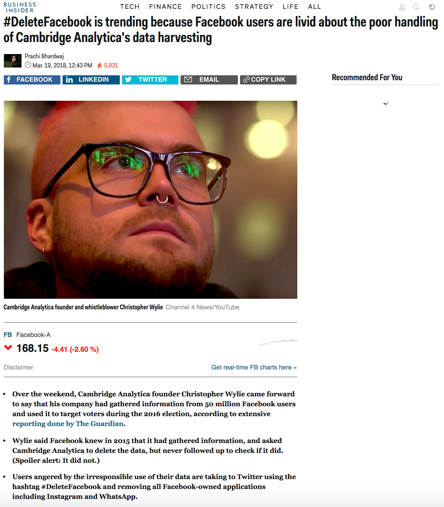 BUSINESS
INSIDER
TECH FINANCE POLITICS STRATEGY LIFE ALL
#DeleteFacebook is trending because Facebook users are livid about the poor handling
of Cambridge Analytica's data harvesting
Prachi Bhardwaj
Mar. 19, 2018, 12:43 PM 5,831
FACEBOOK
LINKEDIN
TWITTER
EMAIL
COPY LINK
Recommended For You
Cambridge Analytica founder and whistleblower Christopher Wylie Channel 4 News/YouTube
FB Facebook-A
168.15 -4.41 (-2.60 %)
Disclaimer
Get real-time FB charts here »
• Over the weekend, Cambridge Analytica founder Christopher Wylie came forward
to say that his company had gathered information from 50 million Facebook users
and used it to target voters during the 2016 election, according to extensive
reporting done by The Guardian.
• Wylie said Facebook knew in 2015 that it had gathered information, and asked
Cambridge Analytica to delete the data, but never followed up to check if it did.
(Spoiler alert: It did not.)
• Users angered by the irresponsible use of their data are taking to Twitter using the
hashtag #DeleteFacebook and removing all Facebook-owned applications
including Instagram and WhatsApp.